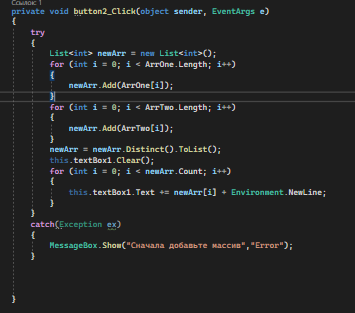 Ссылок: 1
private void button2_Click(object sender, EventArgs e)
{
try
{
List<int> newArr = new List<int>();
for (int i = 0; i < ArrOne.Length; i++)
{
newArr.Add(ArrOne[i]);
}
for (int i = 0; i < ArrTwo.Length; i++)
{
newArr.Add(ArrTwo[i]);
}
newArr = newArr.Distinct().ToList();
this.textBox1.Clear();
for (int i = 0; i < newArr.Count; i++)
{
this.textBox1.Text += newArr[i] + Environment.NewLine;
}
}
catch(Exception ex)
{
MessageBox.Show("Сначала добавьте массив","Error");
}
}